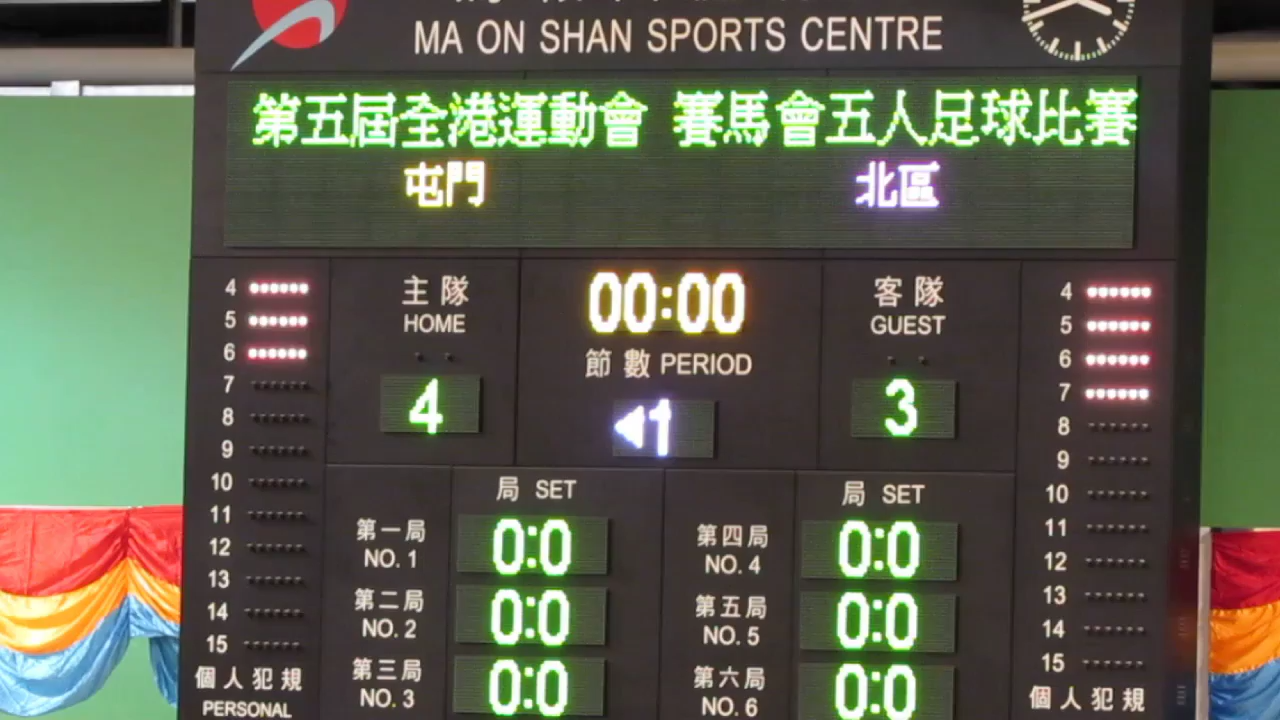 MA ON SHAN SPORTS CENTRE
第五屆全港運動會 賽馬會五人足球比賽
屯門 北區
主隊 00:00 客隊
HOME GUEST
節數 PERIOD
4 ◀1 3
4 4
5 5
6 6
7 7
8 8
9 9
10 10
11 11
12 12
13 13
14 14
15 15
局 SET 局 SET
第一局 NO. 1 0:0 第四局 NO. 4 0:0
第二局 NO. 2 0:0 第五局 NO. 5 0:0
第三局 NO. 3 0:0 第六局 NO. 6 0:0
個人犯規 個人犯規
PERSONAL